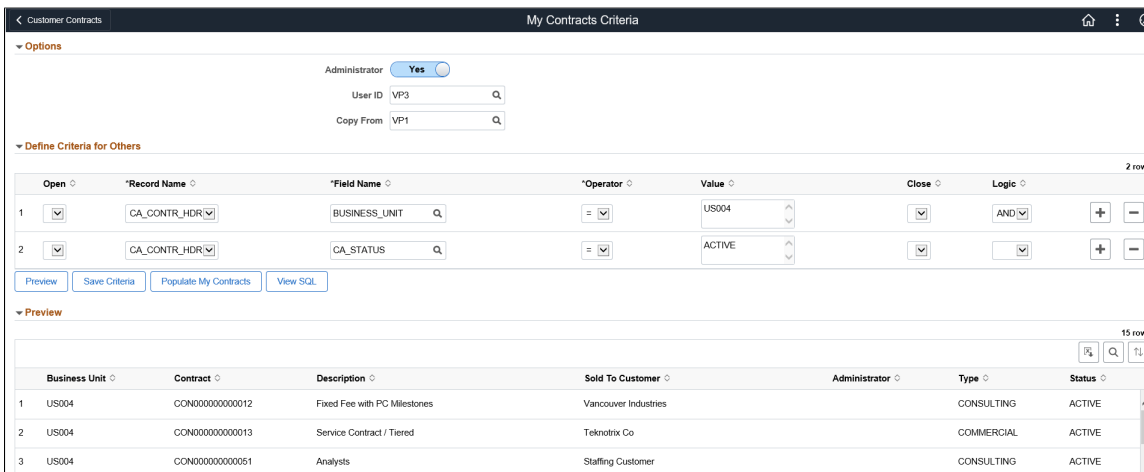 Customer Contracts
My Contracts Criteria
Options
Administrator Yes
User ID VP3
Copy From VP1
Define Criteria for Others
2 row
Open *Record Name *Field Name *Operator Value Close Logic
1 CA_CONTR_HDR BUSINESS_UNIT = US004 AND
2 CA_CONTR_HDR CA_STATUS = ACTIVE
Preview Save Criteria Populate My Contracts View SQL
Preview
15 row
Business Unit Contract Description Sold To Customer Administrator Type Status
1 US004 CON000000000012 Fixed Fee with PC Milestones Vancouver Industries CONSULTING ACTIVE
2 US004 CON000000000013 Service Contract / Tiered Teknotrix Co COMMERCIAL ACTIVE
3 US004 CON000000000051 Analysts Staffing Customer CONSULTING ACTIVE